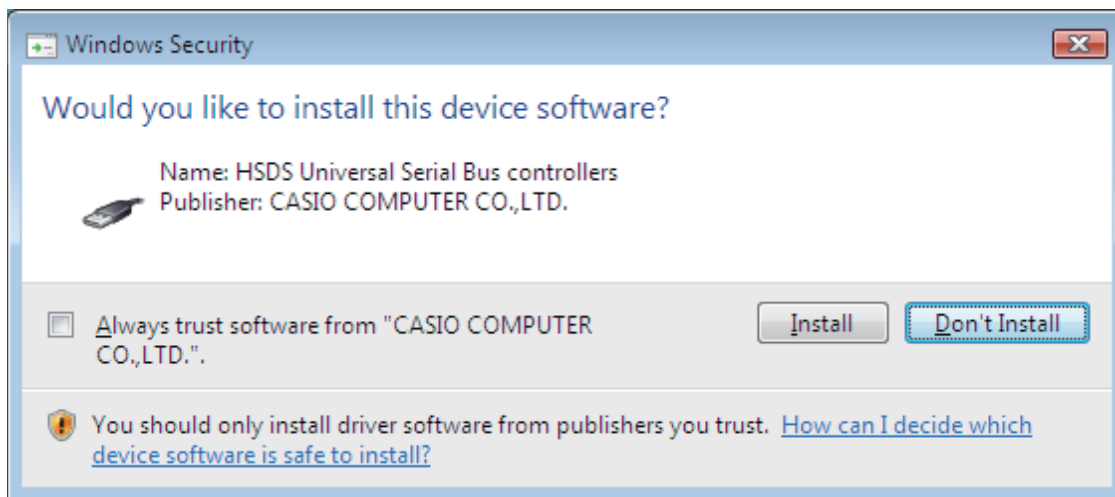 Windows Security
Would you like to install this device software?
Name: HSDS Universal Serial Bus controllers
Publisher: CASIO COMPUTER CO.,LTD.
Always trust software from "CASIO COMPUTER
CO.,LTD.".
Install
Don't Install
You should only install driver software from publishers you trust. How can I decide which
device software is safe to install?